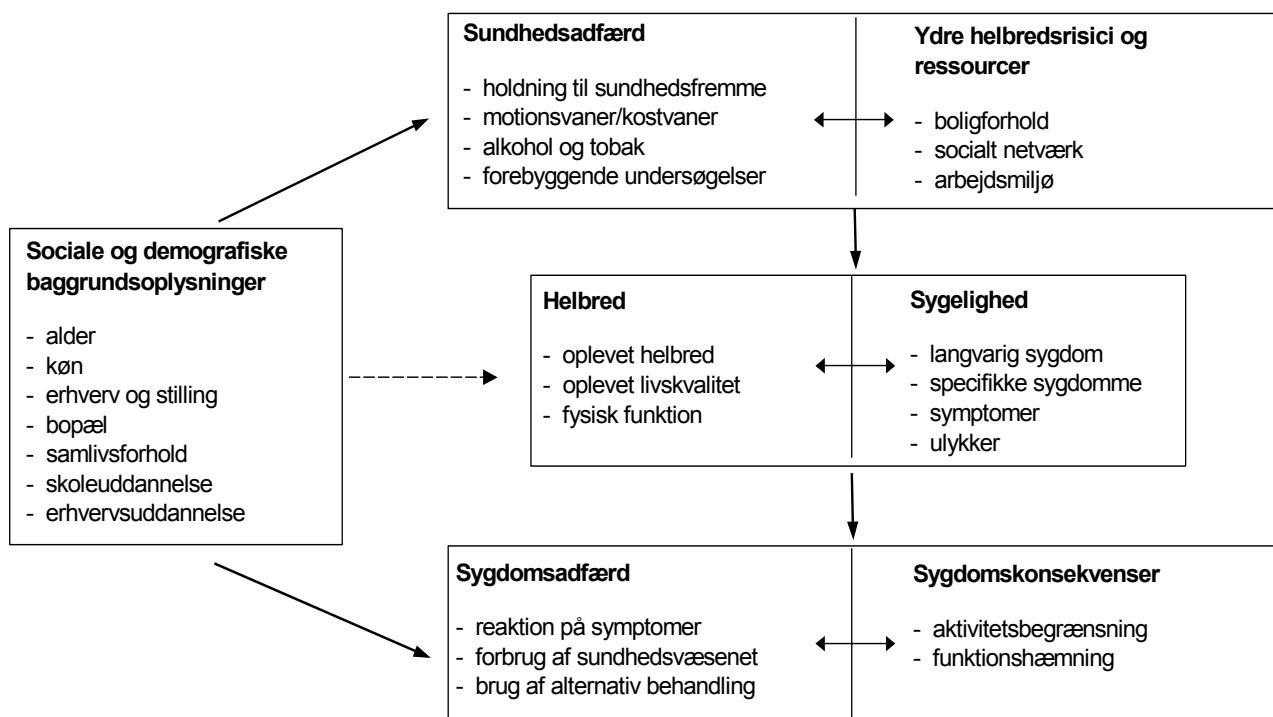 Sundhedsadfærd
- holdning til sundhedsfremme
- motionsvaner/kostvaner
- alkohol og tobak
- forebyggende undersøgelser
Ydre helbredsrisici og
ressourcer
- boligforhold
- socialt netværk
- arbejdsmiljø
Sociale og demografiske
baggrundsoplysninger
- alder
- køn
- erhverv og stilling
- bopæl
- samlivsforhold
- skoleuddannelse
- erhvervsuddannelse
Helbred
- oplevet helbred
- oplevet livskvalitet
- fysisk funktion
Sygelighed
- langvarig sygdom
- specifikke sygdomme
- symptomer
- ulykker
Sygdomsadfærd
- reaktion på symptomer
- forbrug af sundhedsvæsenet
- brug af alternativ behandling
Sygdomskonsekvenser
- aktivitetsbegrænsning
- funktionshæmning